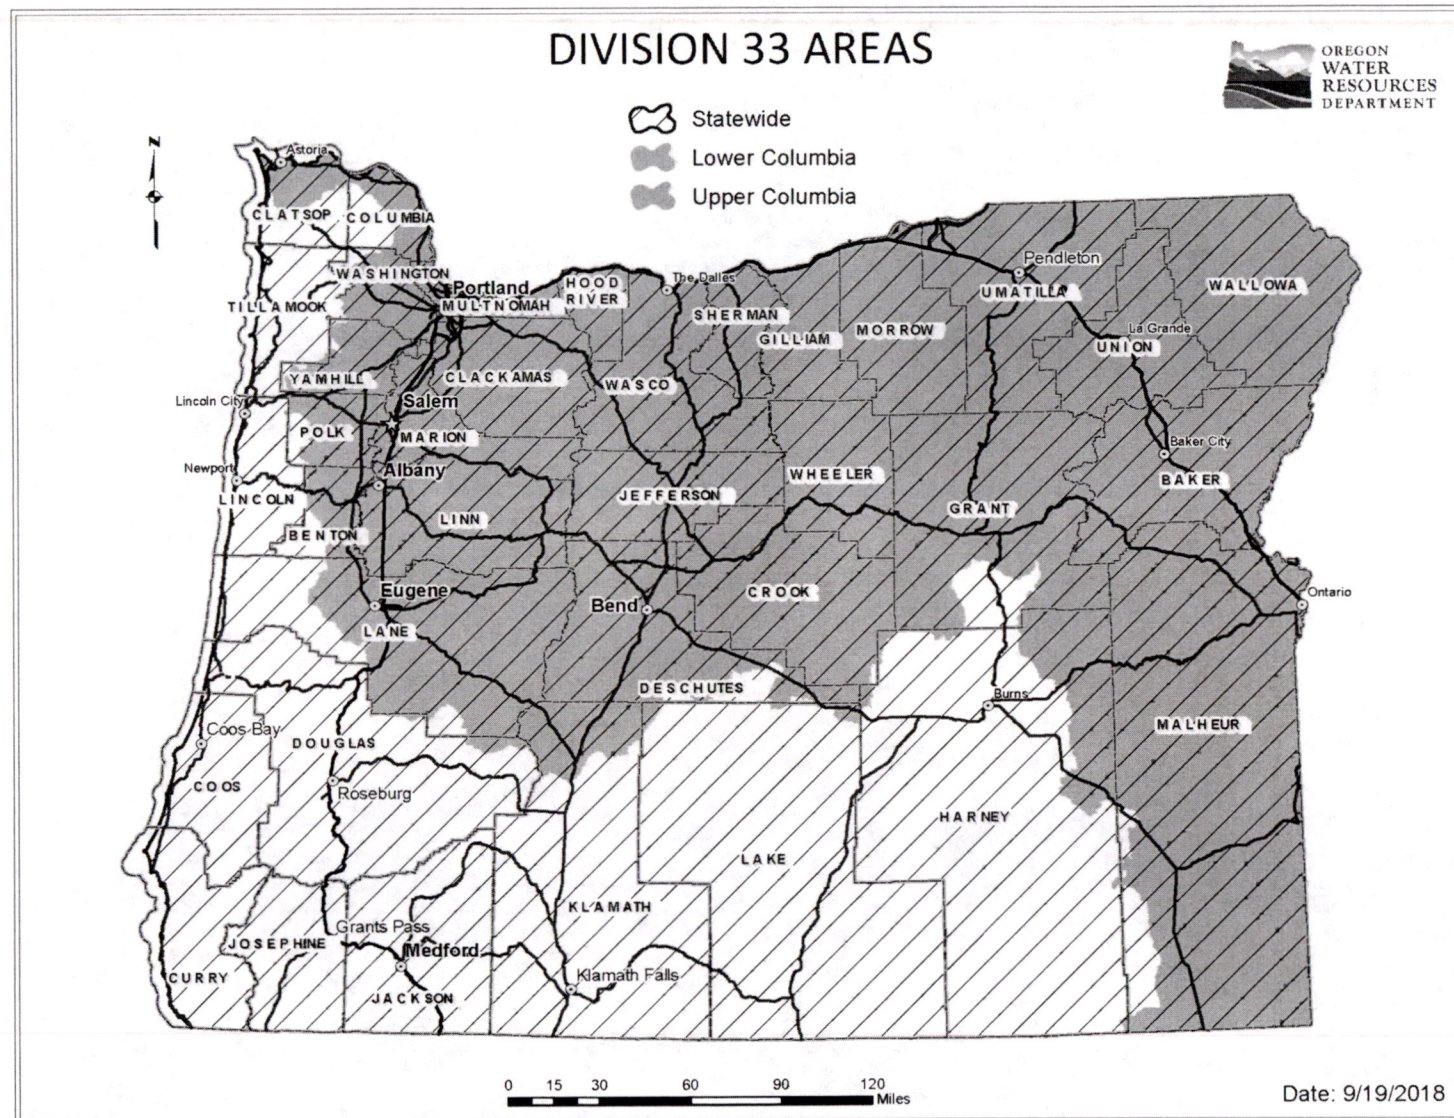 DIVISION 33 AREAS
OREGON
WATER
RESOURCES
DEPARTMENT
Statewide
Lower Columbia
Upper Columbia
N
Astoria
CLATSOP
COLUMBIA
WASHINGTON
Portland
MULTNOMAH
HOOD
RIVER
The Dalles
Pendleton
UMATILLA
WALLOWA
TILLAMOOK
SHERMAN
GILLIAM
MORROW
La Grande
UNION
YAMHILL
CLACKAMAS
WASCO
Lincoln City
Salem
POLK
MARION
Baker City
Newport
Albany
WHEELER
BAKER
LINCOLN
JEFFERSON
GRANT
BENTON
LINN
Eugene
Bend
CROOK
Ontario
LANE
DESCHUTES
Burns
MALHEUR
Coos Bay
DOUGLAS
COOS
Roseburg
HARNEY
LAKE
KLAMATH
Grants Pass
JOSEPHINE
Medford
CURRY
Klamath Falls
JACKSON
0 15 30 60 90 120
Miles
Date: 9/19/2018